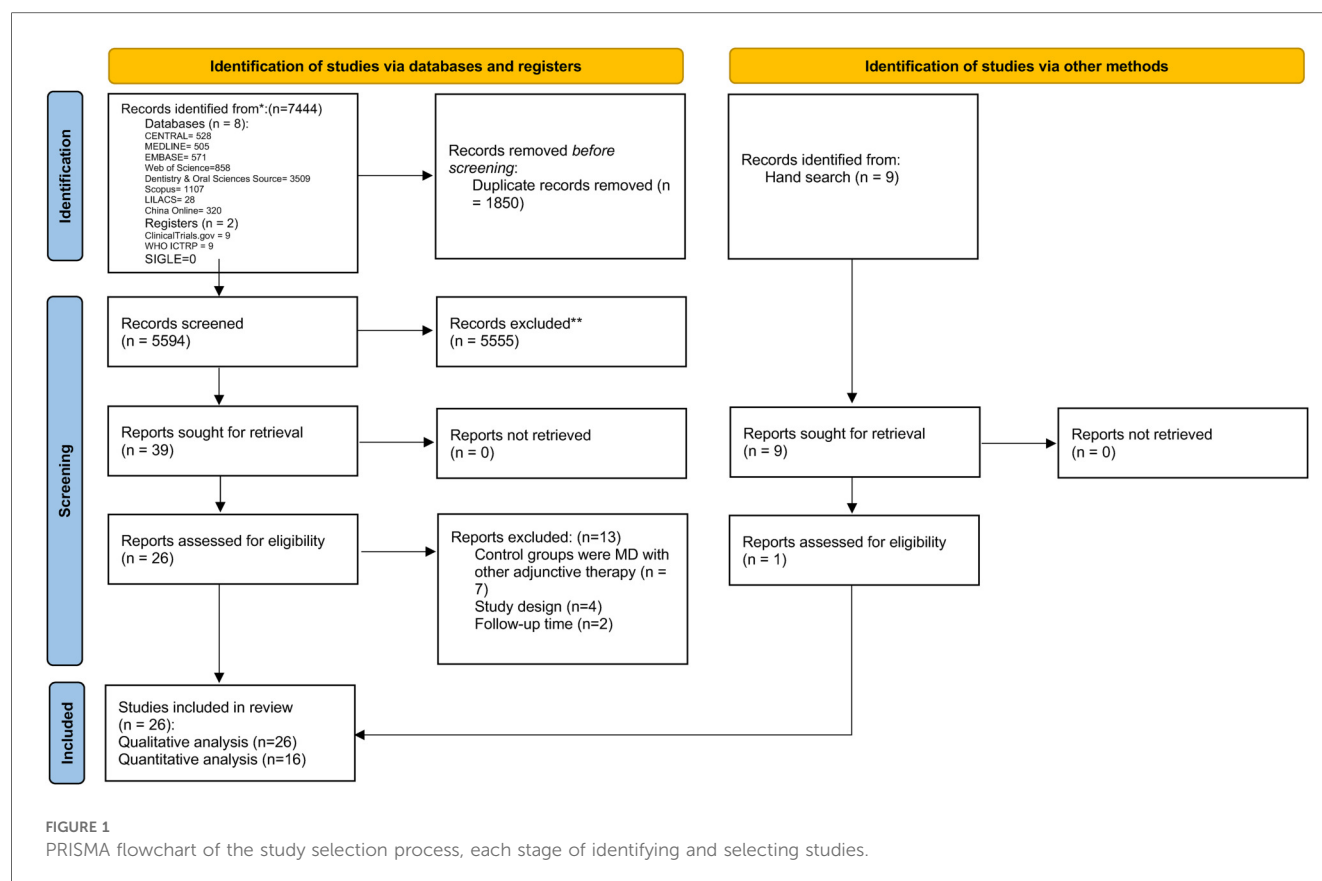 Identification of studies via databases and registers
Identification of studies via other methods
Identification
Records identified from*:(n=7444)
Databases (n = 8):
CENTRAL= 528
MEDLINE= 505
EMBASE= 571
Web of Science=858
Dentistry & Oral Sciences Source= 3509
Scopus= 1107
LILACS= 28
China Online= 320
Registers (n = 2)
ClinicalTrials.gov = 9
WHO ICTRP = 9
SIGLE=0
Records removed before
screening:
Duplicate records removed (n
= 1850)
Records identified from:
Hand search (n = 9)
Screening
Records screened
(n = 5594)
Records excluded**
(n = 5555)
Reports sought for retrieval
(n = 39)
Reports not retrieved
(n = 0)
Reports sought for retrieval
(n = 9)
Reports not retrieved
(n = 0)
Reports assessed for eligibility
(n = 26)
Reports excluded: (n=13)
Control groups were MD with
other adjunctive therapy (n =
7)
Study design (n=4)
Follow-up time (n=2)
Reports assessed for eligibility
(n = 1)
Included
Studies included in review
(n = 26):
Qualitative analysis (n=26)
Quantitative analysis (n=16)
FIGURE 1
PRISMA flowchart of the study selection process, each stage of identifying and selecting studies.